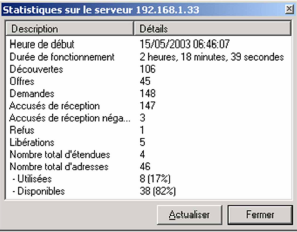 Statistiques sur le serveur 192.168.1.33
Description Détails
Heure de début 15/05/2003 06:46:07
Durée de fonctionnement 2 heures, 18 minutes, 39 secondes
Découvertes 106
Offres 45
Demandes 148
Accusés de réception 147
Accusés de réception néga... 3
Refus 1
Libérations 5
Nombre total d'étendues 4
Nombre total d'adresses 46
- Utilisées 8 (17%)
- Disponibles 38 (82%)
Actualiser Fermer